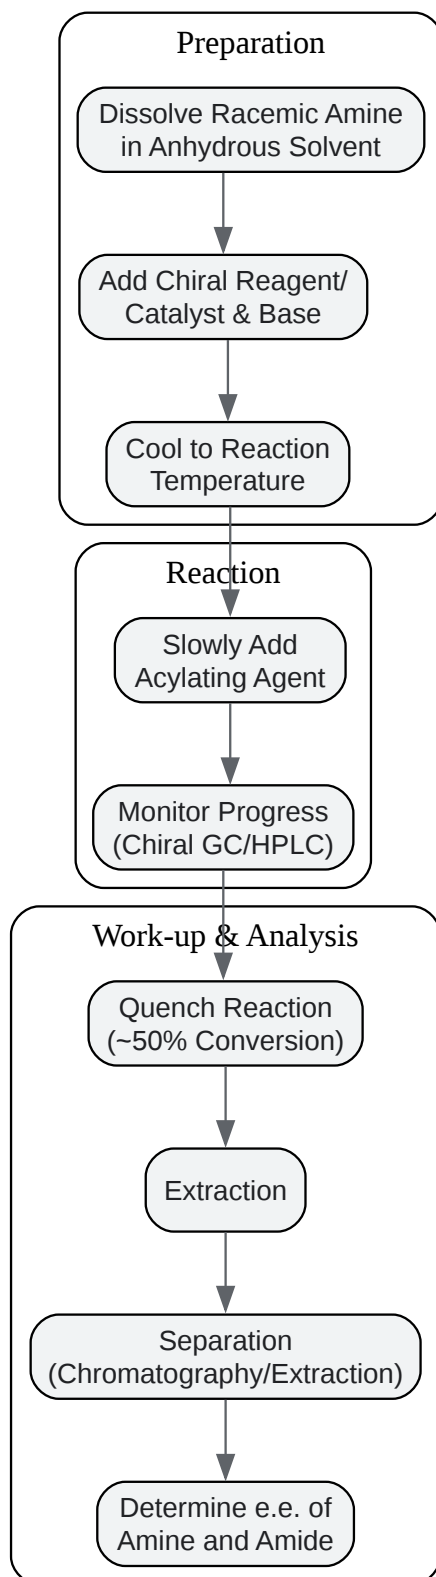 Preparation
Dissolve Racemic Amine
in Anhydrous Solvent
Add Chiral Reagent/
Catalyst & Base
Cool to Reaction
Temperature
Reaction
Slowly Add
Acylating Agent
Monitor Progress
(Chiral GC/HPLC)
Work-up & Analysis
Quench Reaction
(~50% Conversion)
Extraction
Separation
(Chromatography/Extraction)
Determine e.e. of
Amine and Amide